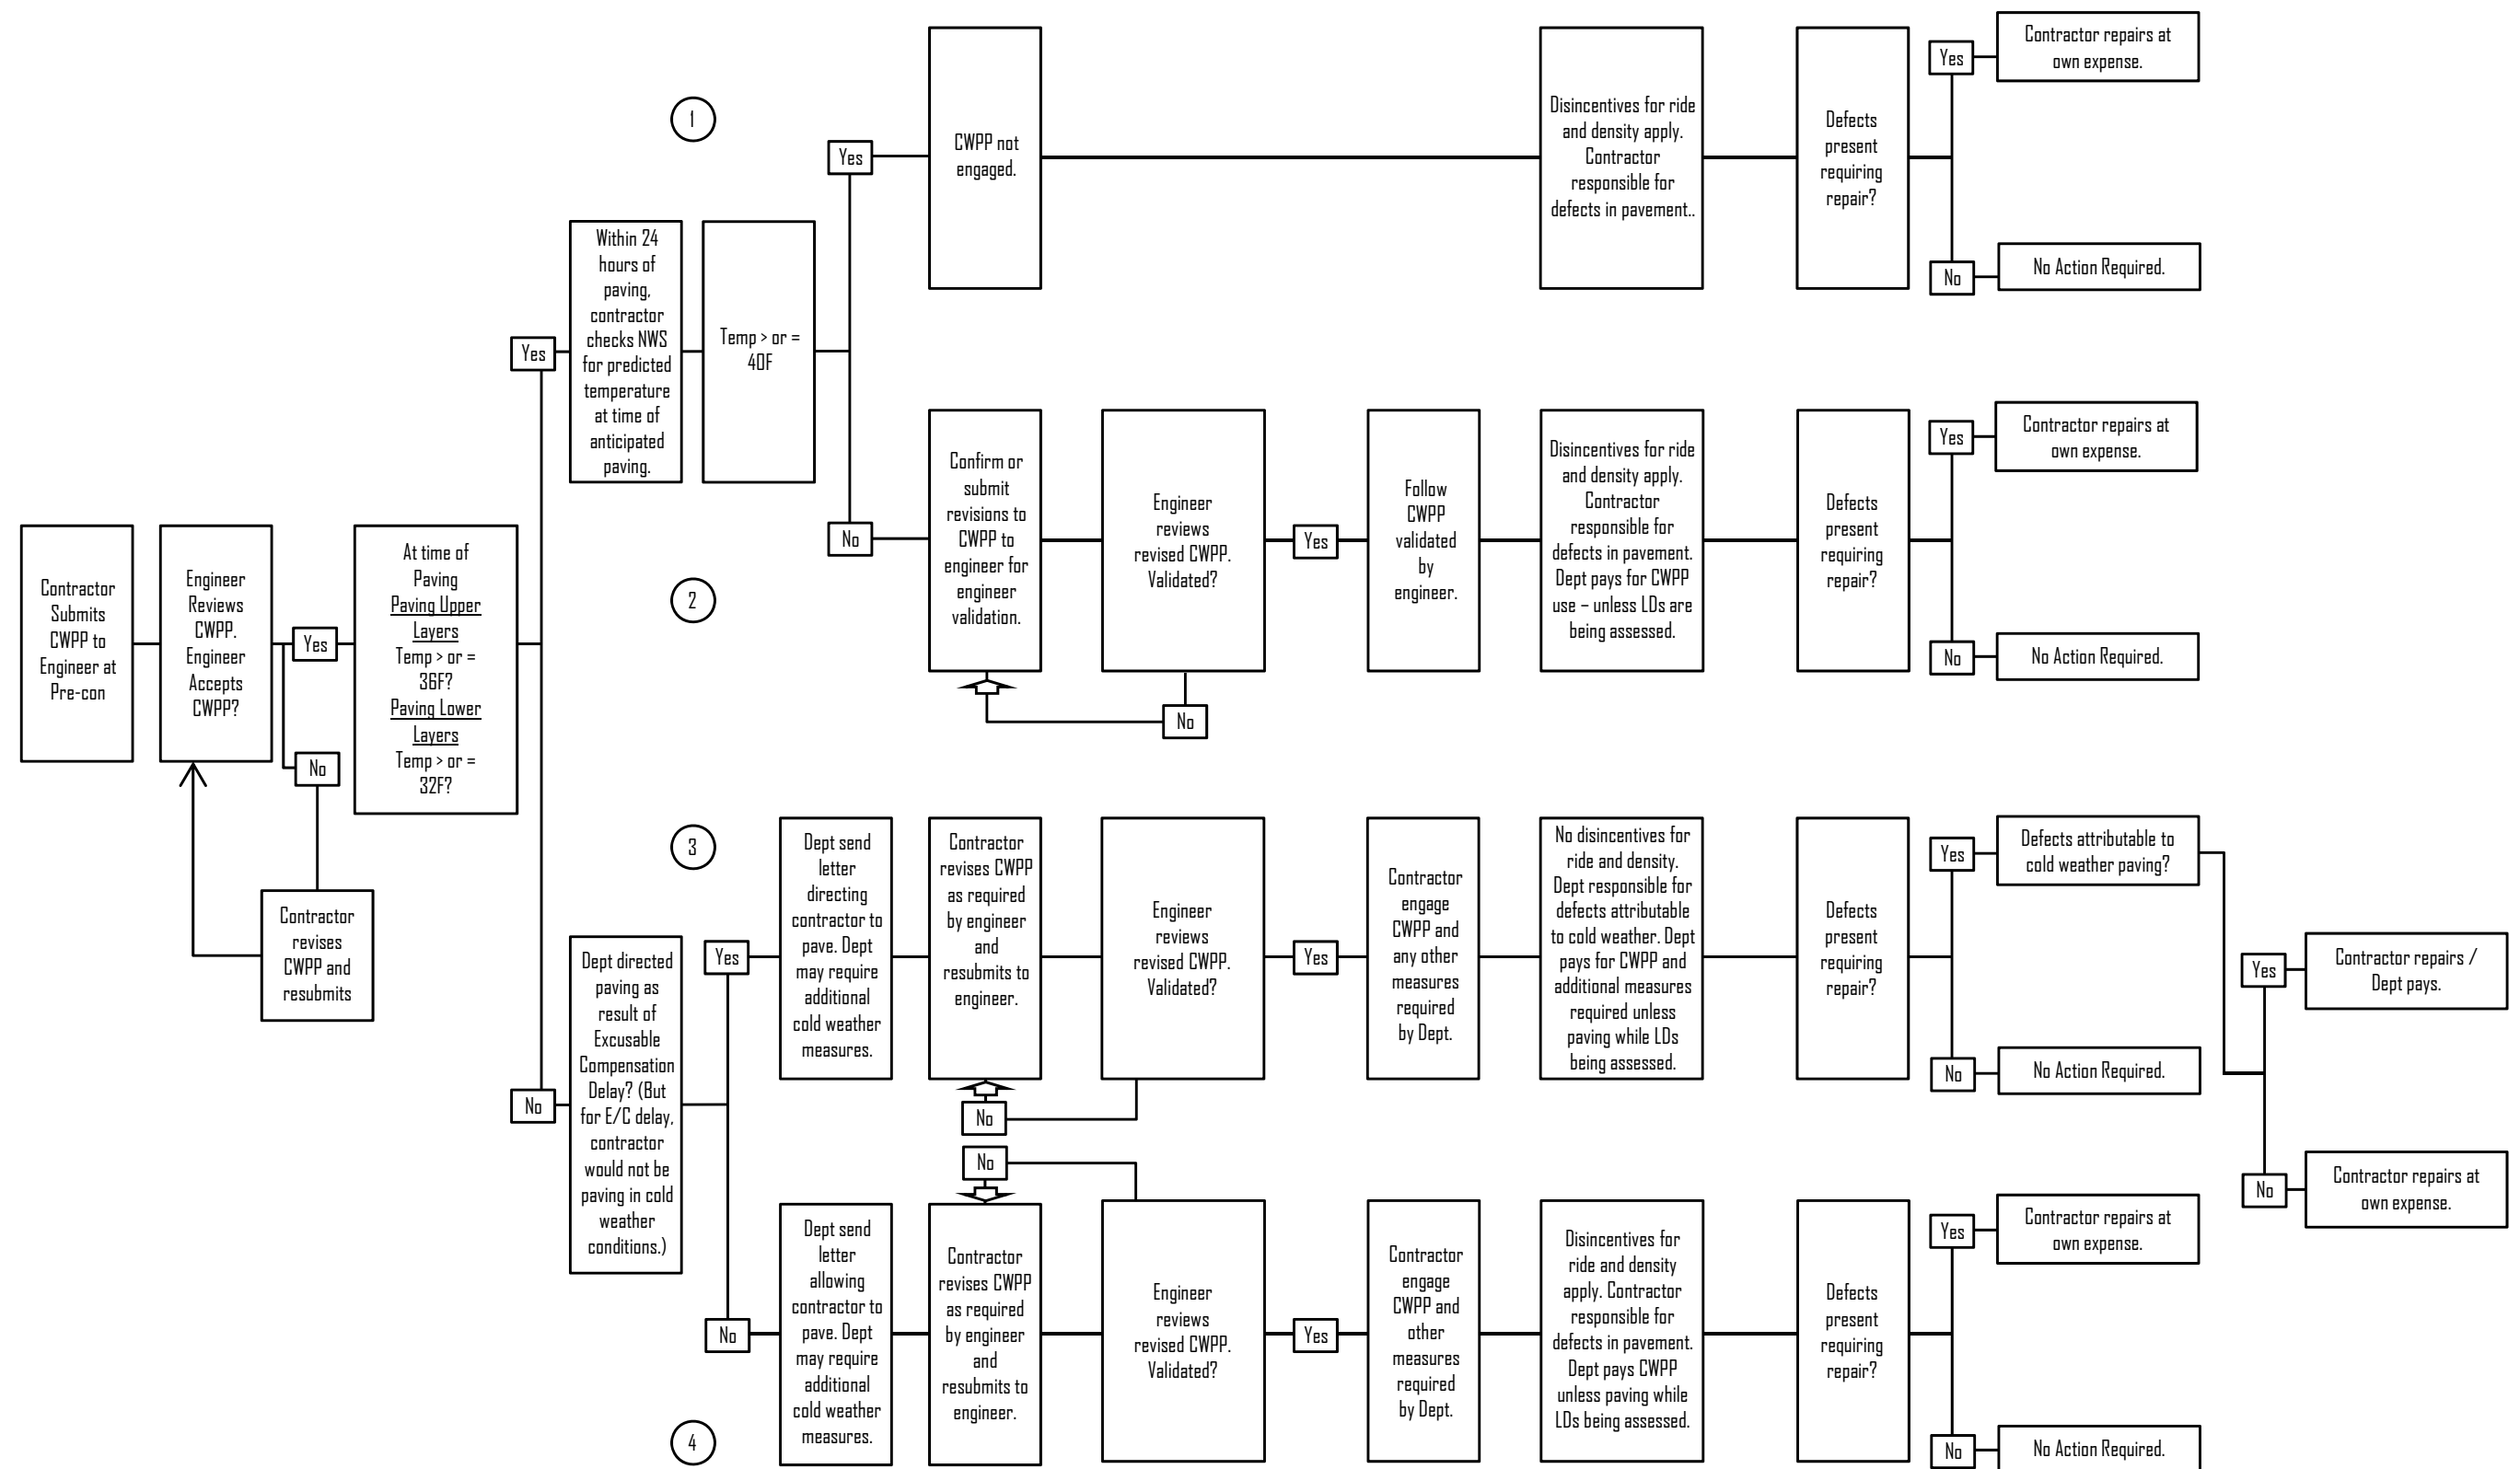 Contractor
Submits
CWPP to
Engineer at
Pre-con
Engineer
Reviews
CWPP.
Engineer
Accepts
CWPP?
Yes
No
Contractor
revises
CWPP and
resubmits
At time of
Paving
Paving Upper
Layers
Temp > or =
36F?
Paving Lower
Layers
Temp > or =
32F?
Yes
Within 24
hours of
paving,
contractor
checks NWS
for predicted
temperature
at time of
anticipated
paving.
Temp > or =
40F
1
Yes
CWPP not
engaged.
Disincentives for ride
and density apply.
Contractor
responsible for
defects in pavement..
Defects
present
requiring
repair?
Yes
Contractor repairs at
own expense.
No
No Action Required.
2
No
Confirm or
submit
revisions to
CWPP to
engineer for
engineer
validation.
Engineer
reviews
revised CWPP.
Validated?
No
Yes
Follow
CWPP
validated
by
engineer.
Disincentives for ride
and density apply.
Contractor
responsible for
defects in pavement.
Dept pays for CWPP
use – unless LDs are
being assessed.
Defects
present
requiring
repair?
Yes
Contractor repairs at
own expense.
No
No Action Required.
No
Dept directed
paving as
result of
Excusable
Compensation
Delay? (But
for E/C delay,
contractor
would not be
paving in cold
weather
conditions.)
3
Yes
Dept send
letter
directing
contractor to
pave. Dept
may require
additional
cold weather
measures.
Contractor
revises CWPP
as required
by engineer
and
resubmits to
engineer.
Engineer
reviews
revised CWPP.
Validated?
No
Yes
Contractor
engage
CWPP and
any other
measures
required
by Dept.
No disincentives for
ride and density.
Dept responsible for
defects attributable
to cold weather. Dept
pays for CWPP and
additional measures
required unless
paving while LDs
being assessed.
Defects
present
requiring
repair?
Yes
Defects attributable to
cold weather paving?
Yes
Contractor repairs /
Dept pays.
No
Contractor repairs at
own expense.
No
No Action Required.
4
No
Dept send
letter
allowing
contractor to
pave. Dept
may require
additional
cold weather
measures.
Contractor
revises CWPP
as required
by engineer
and
resubmits to
engineer.
No
Engineer
reviews
revised CWPP.
Validated?
Yes
Contractor
engage
CWPP and
other
measures
required
by Dept.
Disincentives for
ride and density
apply. Contractor
responsible for
defects in pavement.
Dept pays CWPP
unless paving while
LDs being assessed.
Defects
present
requiring
repair?
Yes
Contractor repairs at
own expense.
No
No Action Required.